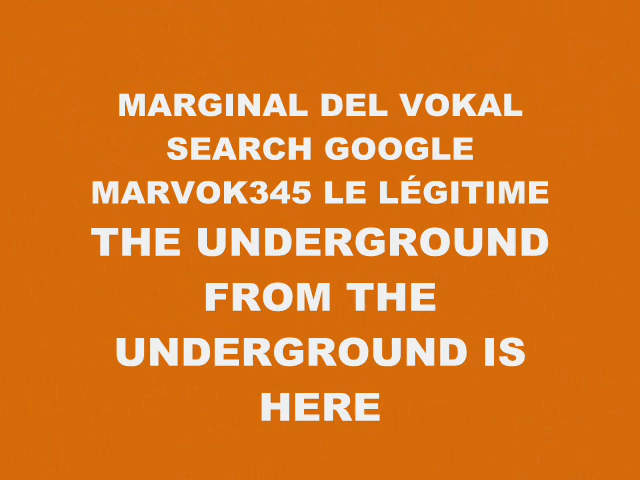 MARGINAL DEL VOKAL
SEARCH GOOGLE
MARVOK345 LE LÉGITIME
THE UNDERGROUND
FROM THE
UNDERGROUND IS
HERE